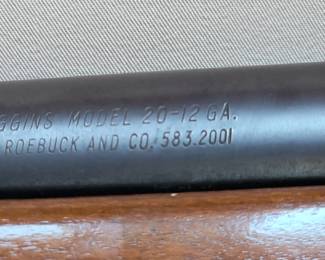 GGINS MODEL 20-12 GA.
ROEBUCK AND CO. 583.2001